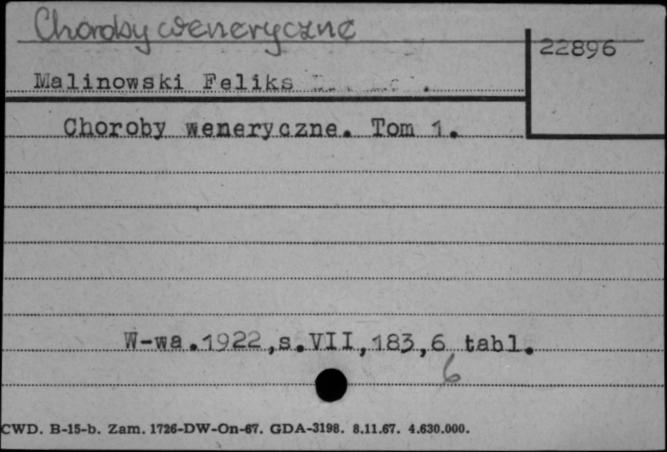 Choroby weneryczne
22896
Malinowski Feliks
Choroby weneryczne. Tom 1.
W-wa.1922,s.VII,183,6 tabl.
6
CWD. B-15-b. Zam. 1726-DW-On-67. GDA-3198. 8.11.67. 4.630.000.